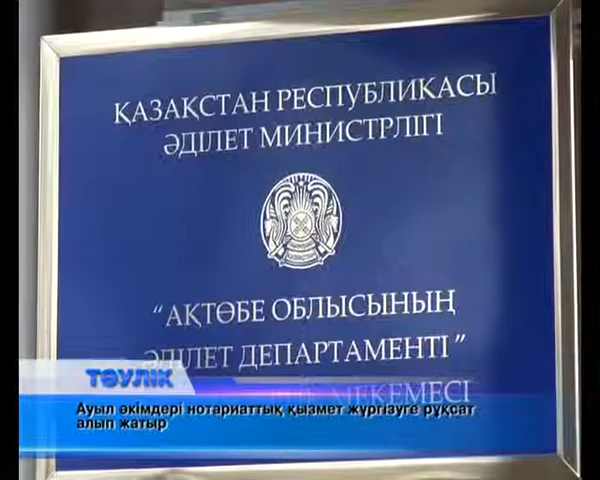 ҚАЗАҚСТАН РЕСПУБЛИКАСЫ
ӘДІЛЕТ МИНИСТРЛІГІ
“АҚТӨБЕ ОБЛЫСЫНЫҢ
ӘДІЛЕТ ДЕПАРТАМЕНТІ”
МЕКЕМЕСІ
ТӘУЛІК
Ауыл әкімдері нотариаттық қызмет жүргізуге рұқсат
алып жатыр